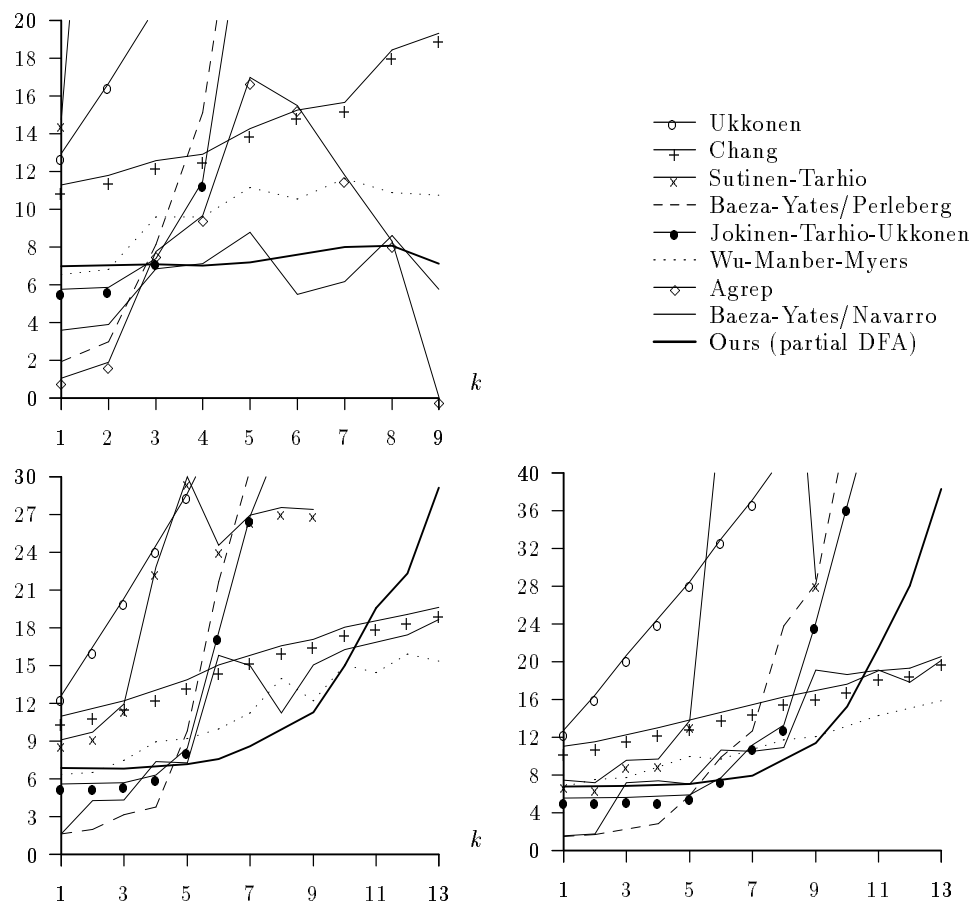 20
18
16
14
12
10
8
6
4
2
0
1 2 3 4 5 6 7 8 9
k
Ukkonen
Chang
Sutinen-Tarhio
Baeza-Yates/Perleberg
Jokinen-Tarhio-Ukkonen
Wu-Manber-Myers
Agrep
Baeza-Yates/Navarro
Ours (partial DFA)
30
27
24
21
18
15
12
9
6
3
0
1 3 5 7 9 11 13
k
40
36
32
28
24
20
16
12
8
4
0
1 3 5 7 9 11 13